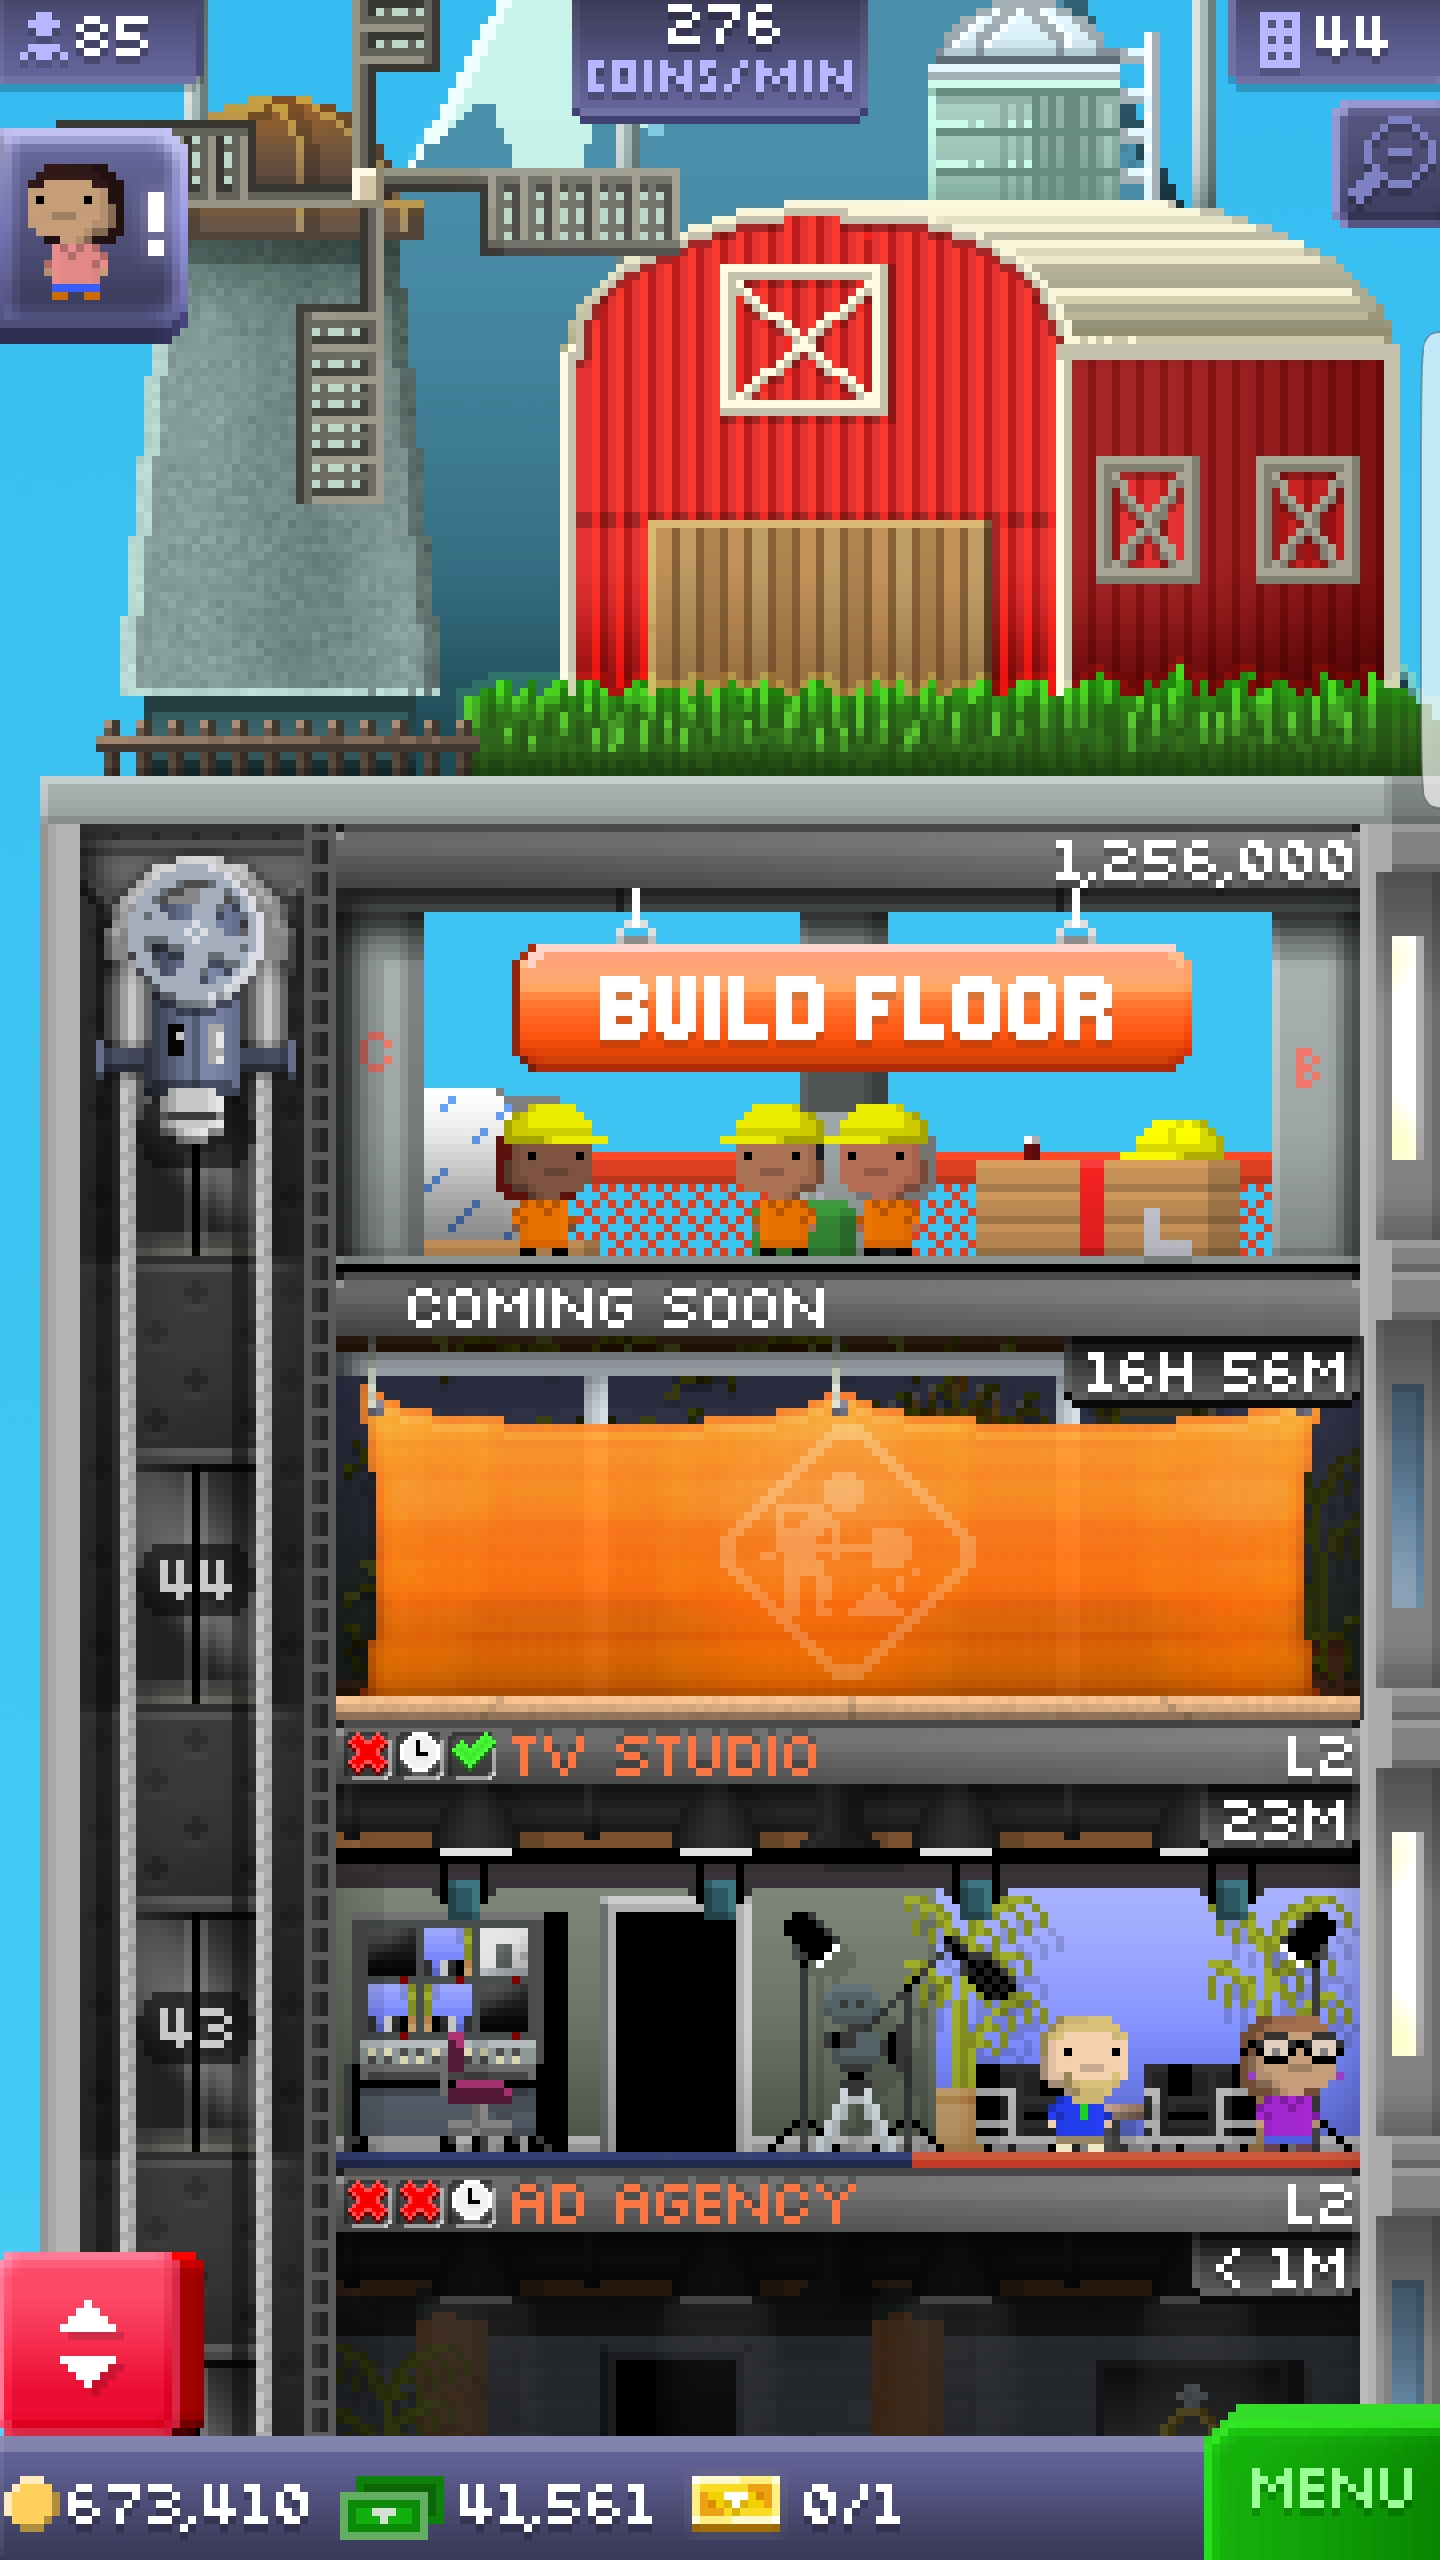 85
276
COINS/MIN
44
!
1,256,000
BUILD FLOOR
C
B
COMING SOON
16H 56M
44
TV STUDIO
L2
23M
43
AD AGENCY
L2
< 1M
673,410
41,561
0/1
MENU